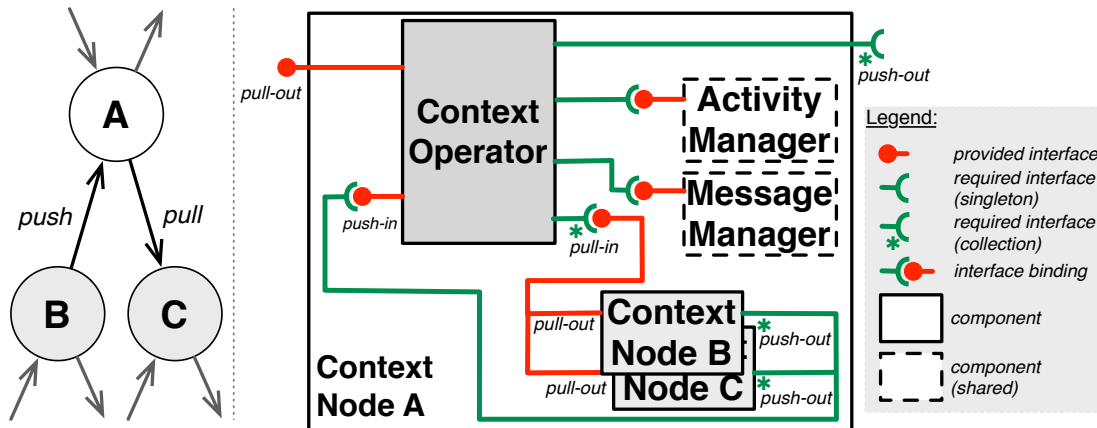 A
push
pull
B
C
pull-out
Context
Operator
*
push-out
Activity
Manager
Message
Manager
push-in
*
pull-in
pull-out
Context
Node B
*
push-out
pull-out
Node C
*
push-out
Context
Node A
Legend:
provided interface
required interface
(singleton)
required interface
*
(collection)
interface binding
component
component
(shared)